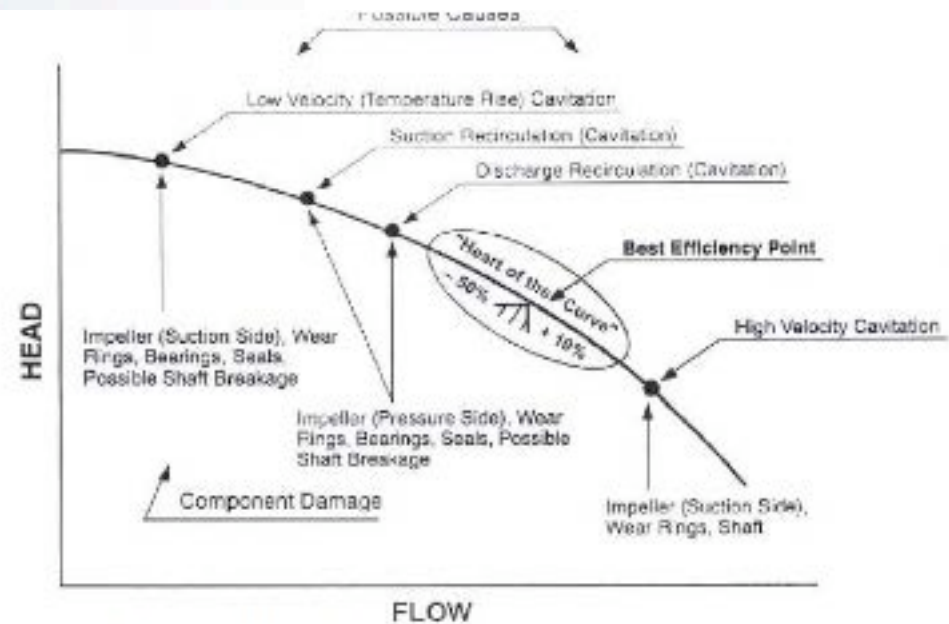 Possible Causes
Low Velocity (Temperature Rise) Cavitation
Suction Recirculation (Cavitation)
Discharge Recirculation (Cavitation)
"Heart of the Curve"
Best Efficiency Point
- 50%
+ 10%
High Velocity Cavitation
HEAD
Impeller (Suction Side), Wear
Rings, Bearings, Seals,
Possible Shaft Breakage
Impeller (Pressure Side), Wear
Rings, Bearings, Seals, Possible
Shaft Breakage
Component Damage
Impeller (Suction Side),
Wear Rings, Shaft
FLOW